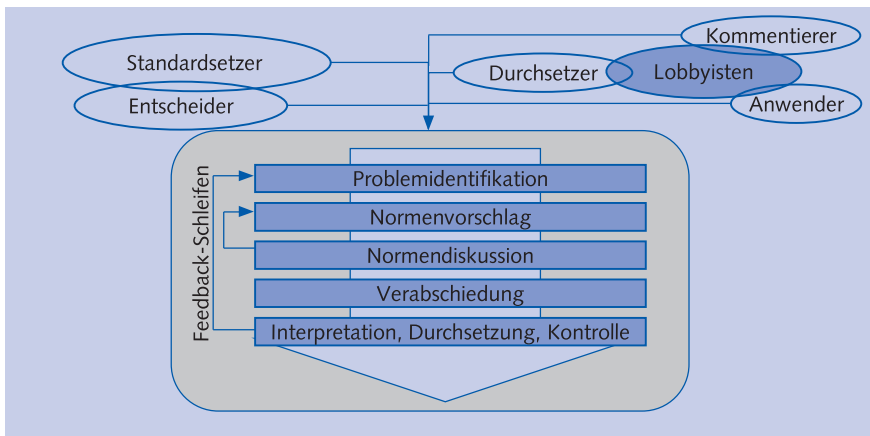 Kommentierer
Standardsetzer
Durchsetzer
Lobbyisten
Entscheider
Anwender
Feedback-Schleifen
Problemidentifikation
Normenvorschlag
Normendiskussion
Verabschiedung
Interpretation, Durchsetzung, Kontrolle